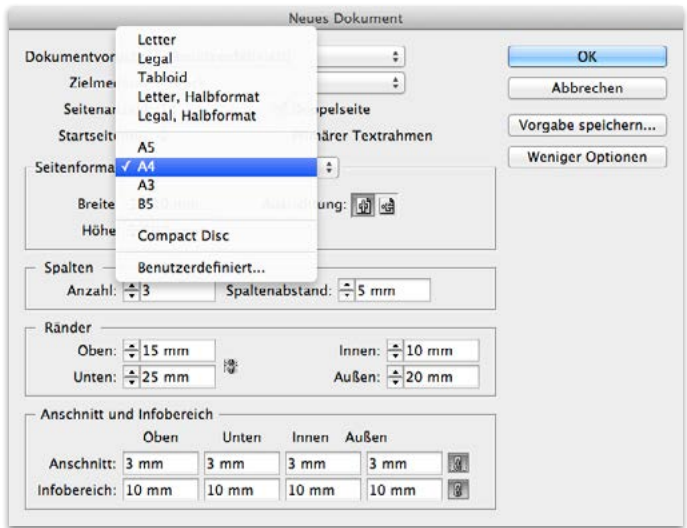 Neues Dokument
Letter
Dokumentvor
Legal
OK
Tabloid
Zielme
Abbrechen
Letter, Halbformat
Seitenan
Legal, Halbformat
pelseite
Vorgabe speichern...
Startseite
ärer Textrahmen
A5
Weniger Optionen
Seitenforma
✓ A4
A3
Breite
B5
ung:
Höhe
Compact Disc
Benutzerdefiniert...
Spalten
Anzahl: 3 Spaltenabstand: 5 mm
Ränder
Oben: 15 mm Innen: 10 mm
Unten: 25 mm Außen: 20 mm
Anschnitt und Infobereich
Oben Unten Innen Außen
Anschnitt: 3 mm 3 mm 3 mm 3 mm
Infobereich: 10 mm 10 mm 10 mm 10 mm